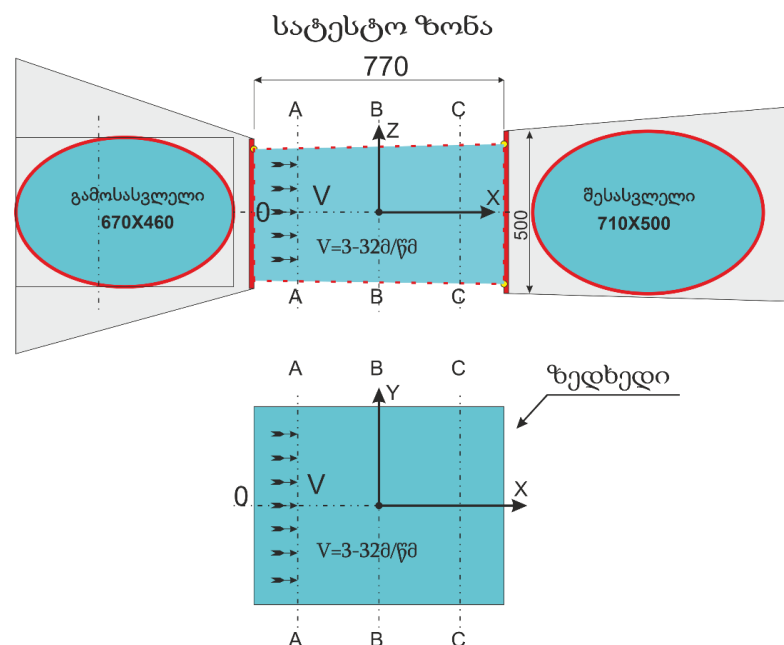 სატესტო ზონა
770
A B C
Z
გამოსასვლელი
670X460
0 V X
V=3-32მ/წმ
500
შესასვლელი
710X500
A B C
A B C
Y
ზედხედი
0 V X
V=3-32მ/წმ
A B C